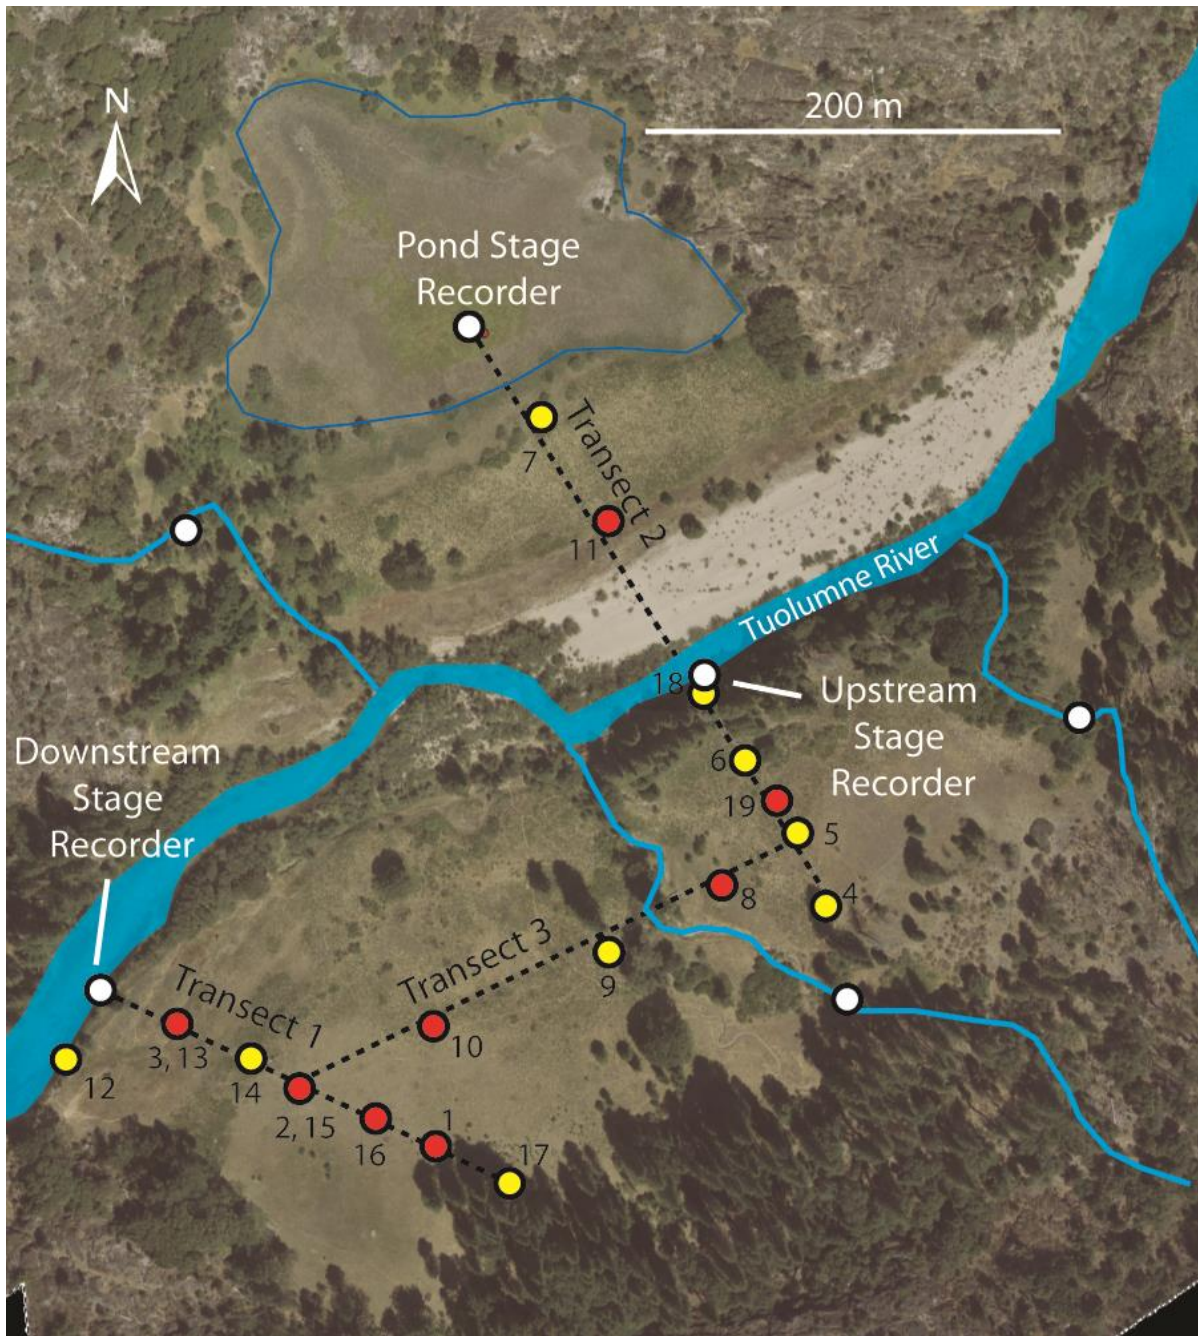 N
200 m
Pond Stage
Recorder
Transect 2
7
11
Tuolumne River
18
Upstream
Stage
Recorder
6
19
5
4
8
Downstream
Stage
Recorder
Transect 3
9
Transect 1
10
3, 13
14
12
2, 15
16
1
17